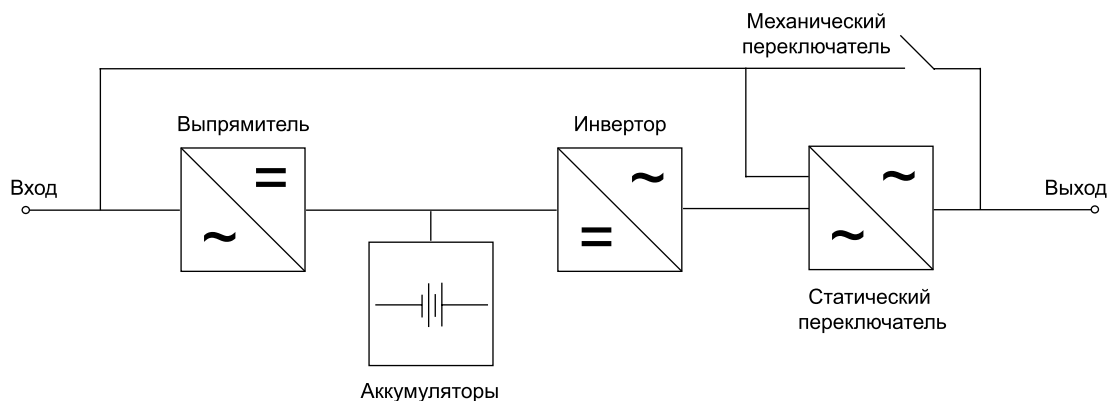 Механический
переключатель
Выпрямитель
Инвертор
Вход
Выход
Статический
переключатель
Аккумуляторы